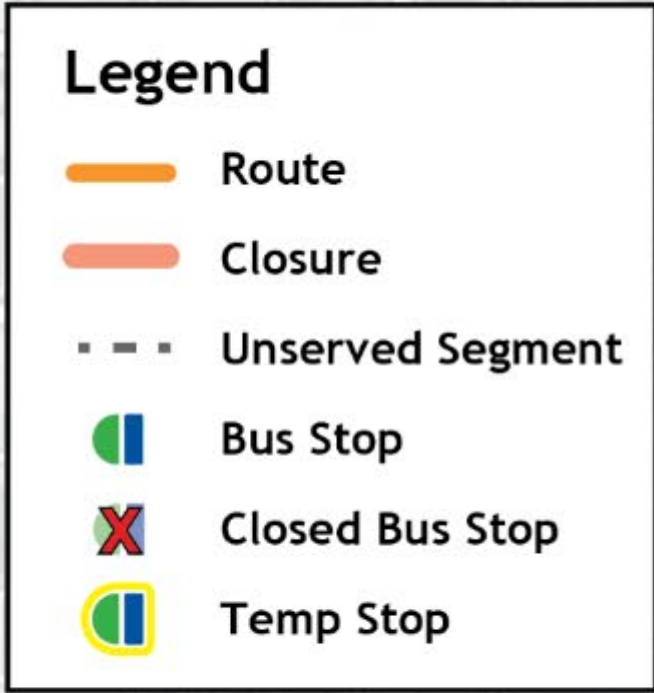 Legend
Route
Closure
Unserved Segment
Bus Stop
Closed Bus Stop
Temp Stop